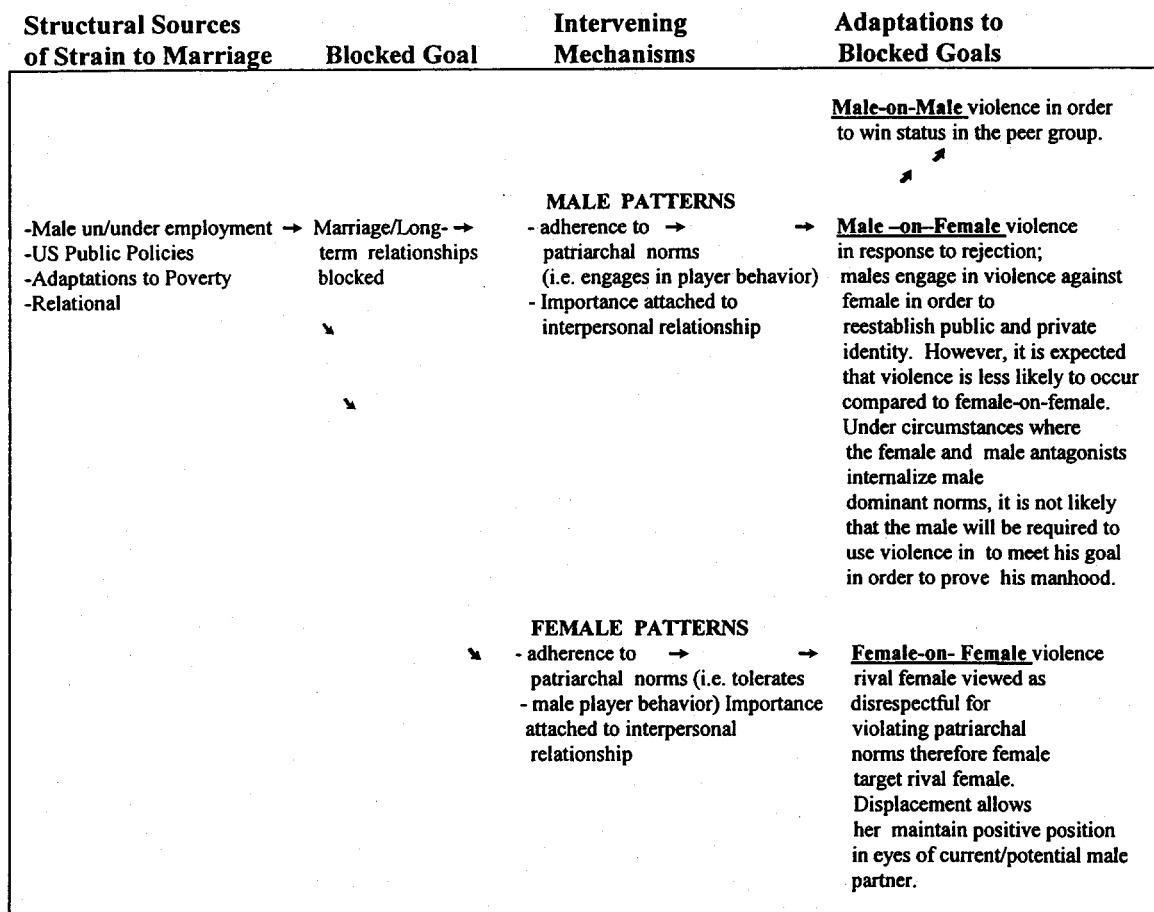 Structural Sources
of Strain to Marriage
Blocked Goal
Intervening
Mechanisms
Adaptations to
Blocked Goals
-Male un/under employment →
-US Public Policies
-Adaptations to Poverty
-Relational
Marriage/Long- →
term relationships
blocked
MALE PATTERNS
- adherence to →
patriarchal norms
(i.e. engages in player behavior)
- Importance attached to
interpersonal relationship
Male-on-Male violence in order
to win status in the peer group.
→ Male –on–Female violence
in response to rejection;
males engage in violence against
female in order to
reestablish public and private
identity. However, it is expected
that violence is less likely to occur
compared to female-on-female.
Under circumstances where
the female and male antagonists
internalize male
dominant norms, it is not likely
that the male will be required to
use violence in to meet his goal
in order to prove his manhood.
FEMALE PATTERNS
- adherence to →
patriarchal norms (i.e. tolerates
- male player behavior) Importance
attached to interpersonal
relationship
→ Female-on- Female violence
rival female viewed as
disrespectful for
violating patriarchal
norms therefore female
target rival female.
Displacement allows
her maintain positive position
in eyes of current/potential male
partner.